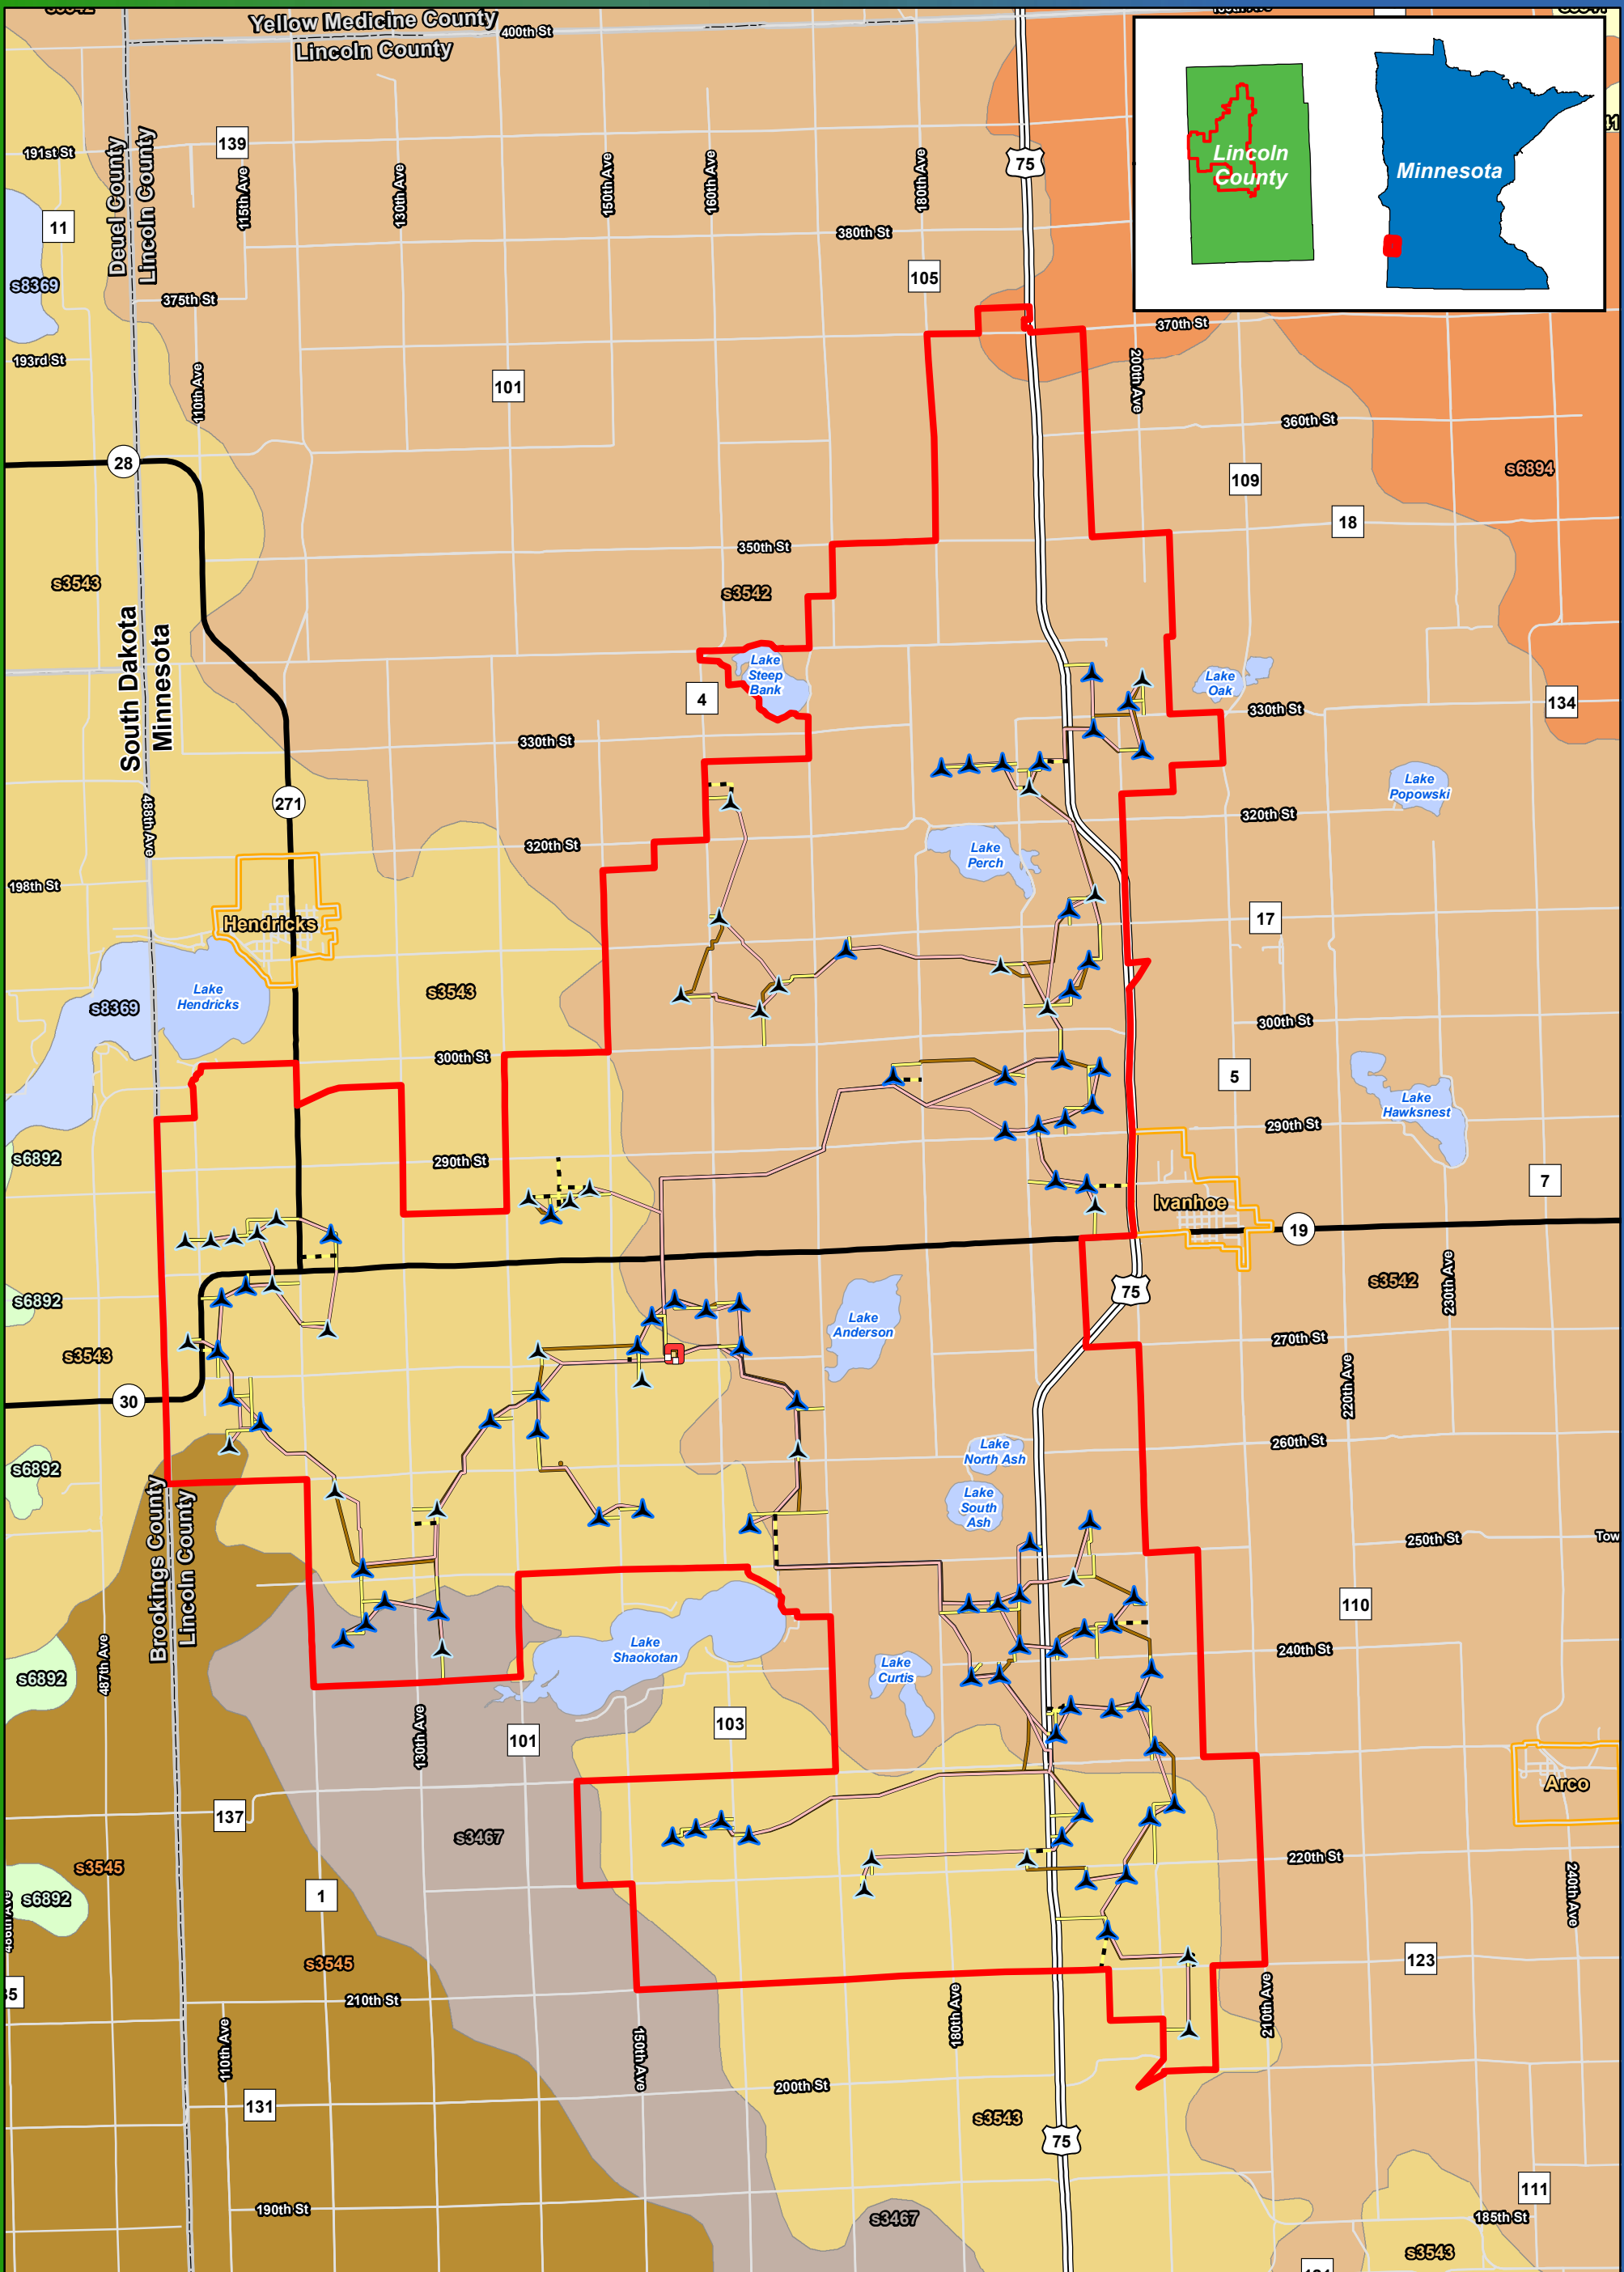 Yellow Medicine County
Lincoln County
400th St
Lincoln
County
Minnesota
191st St
139
115th Ave
130th Ave
150th Ave
160th Ave
180th Ave
75
Deuel County
Lincoln County
11
s8369
375th St
380th St
105
193rd St
110th Ave
101
370th St
200th Ave
360th St
28
s6894
109
18
350th St
s3543
s3542
South Dakota
Minnesota
Lake
Steep
Bank
4
Lake
Oak
330th St
134
330th St
271
488th Ave
Lake
Popowski
320th St
320th St
Lake
Perch
198th St
Hendricks
17
Lake
Hendricks
s8369
s3543
300th St
300th St
5
Lake
Hawksnest
290th St
s6892
290th St
7
Ivanhoe
19
s6892
75
s3542
230th Ave
Lake
Anderson
s3543
270th St
30
220th Ave
260th St
Lake
North Ash
s6892
Lake
South
Ash
Brookings County
Lincoln County
250th St
Tow
110
487th Ave
Lake
Shaokotan
240th St
s6892
Lake
Curtis
130th Ave
101
103
Arco
137
s3467
220th St
s3545
s6892
1
240th Ave
s3545
123
210th St
180th Ave
210th Ave
110th Ave
150th Ave
200th St
131
s3543
75
190th St
s3467
111
185th St
s3543